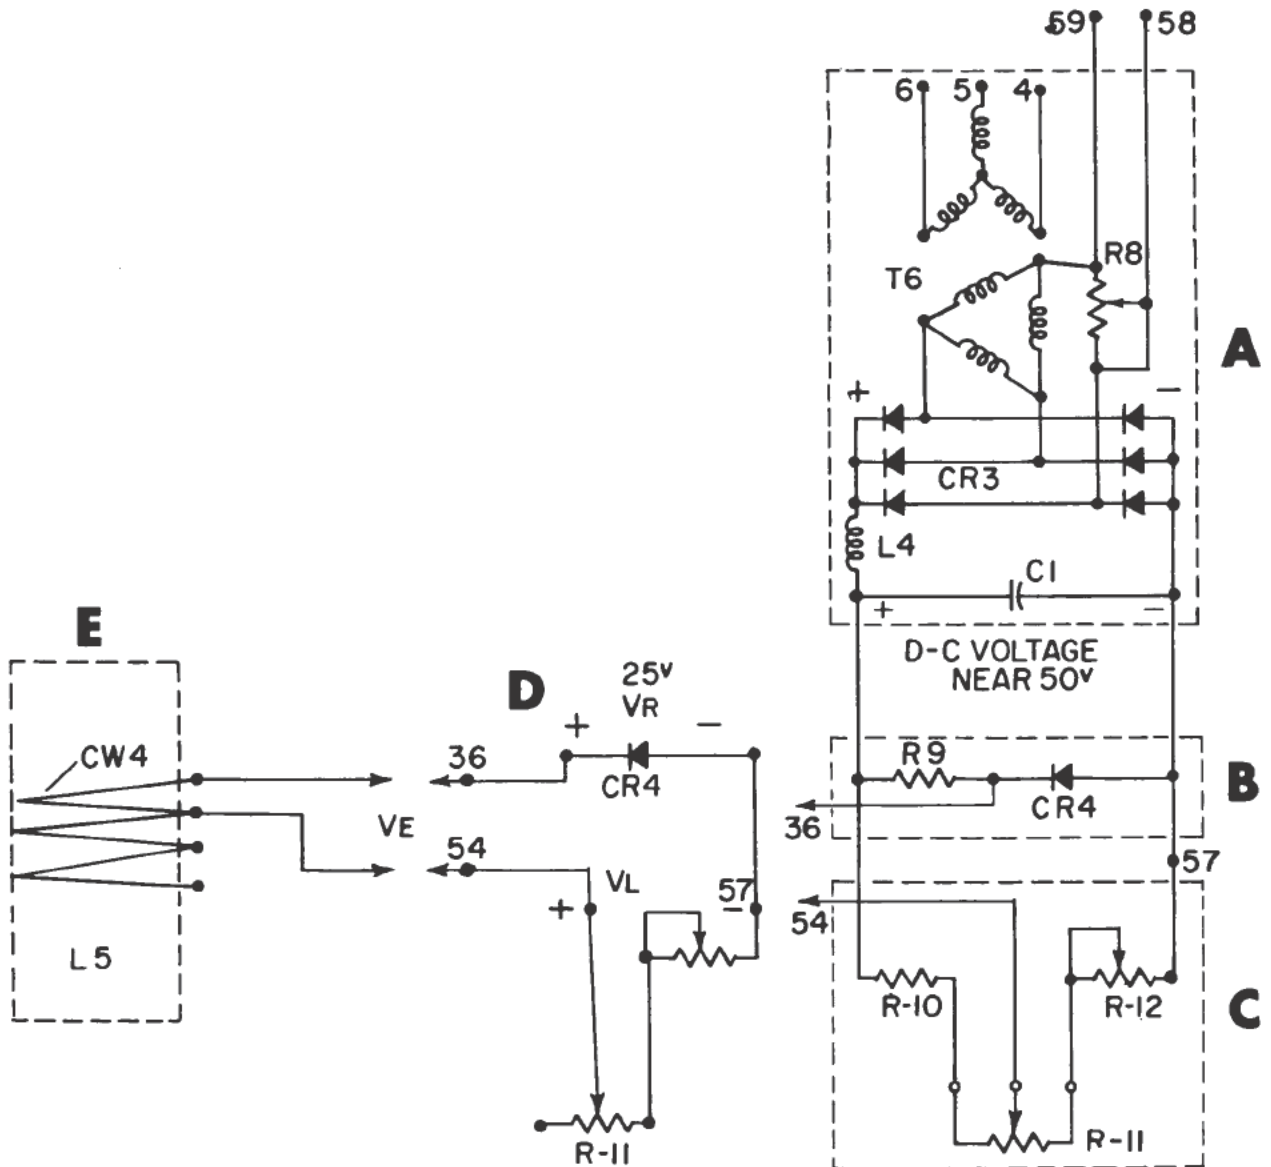 59 58
6 5 4
R8
T6
A
+ −
CR3
L4
C1
+ −
D-C VOLTAGE
NEAR 50V
E
D
25V
VR
+ −
CR4
36
CW4
VE
54
VL
+
57
−
L5
R-11
R9
CR4
B
36
57
54
R-10
R-12
C
R-11